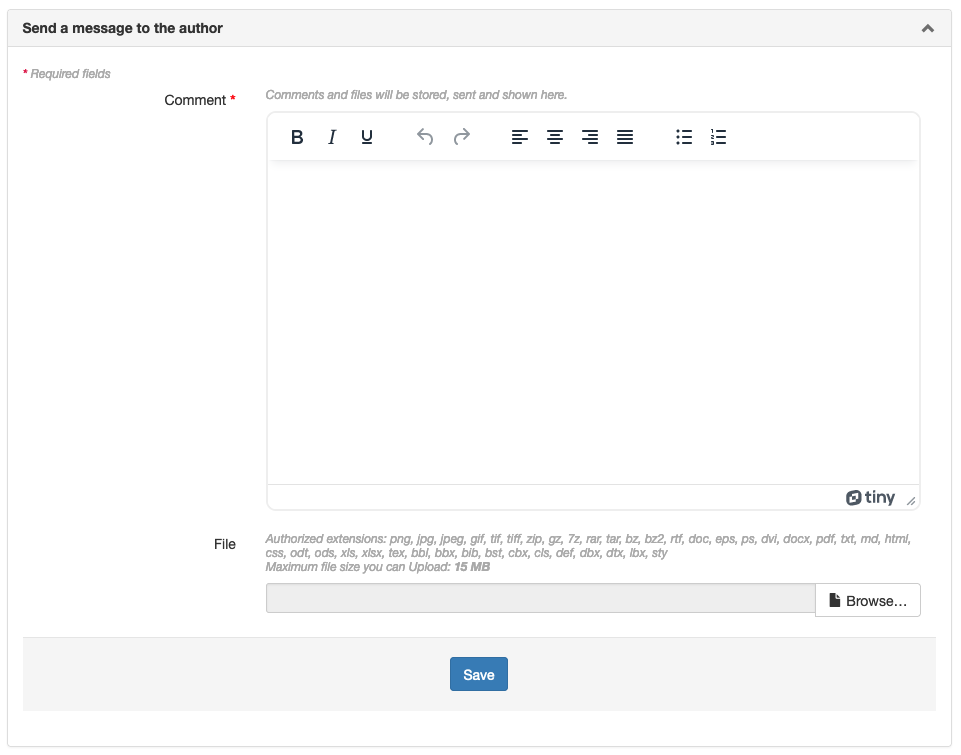 Send a message to the author
* Required fields
Comment *
Comments and files will be stored, sent and shown here.
B I U
tiny
File
Authorized extensions: png, jpg, jpeg, gif, tif, tiff, zip, gz, 7z, rar, tar, bz, bz2, rtf, doc, eps, ps, dvi, docx, pdf, txt, md, html,
css, odt, ods, xls, xlsx, tex, bbl, bbx, bib, bst, cbx, cls, def, dbx, dtx, lbx, sty
Maximum file size you can Upload: 15 MB
Browse...
Save